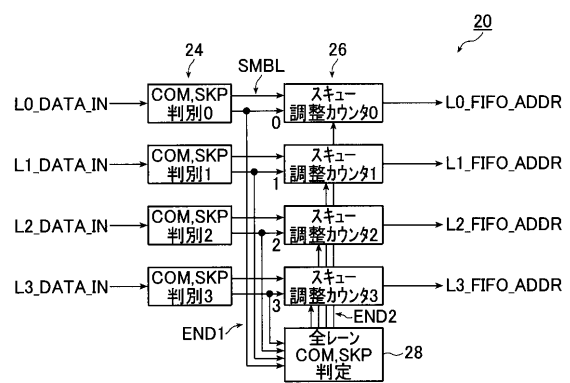 20
24
26
SMBL
L0_DATA_IN
COM,SKP
判別0
0
スキュー
調整カウンタ0
L0_FIFO_ADDR
L1_DATA_IN
COM,SKP
判別1
1
スキュー
調整カウンタ1
L1_FIFO_ADDR
L2_DATA_IN
COM,SKP
判別2
2
スキュー
調整カウンタ2
L2_FIFO_ADDR
L3_DATA_IN
COM,SKP
判別3
3
スキュー
調整カウンタ3
L3_FIFO_ADDR
END1
END2
全レーン
COM,SKP
判定
28